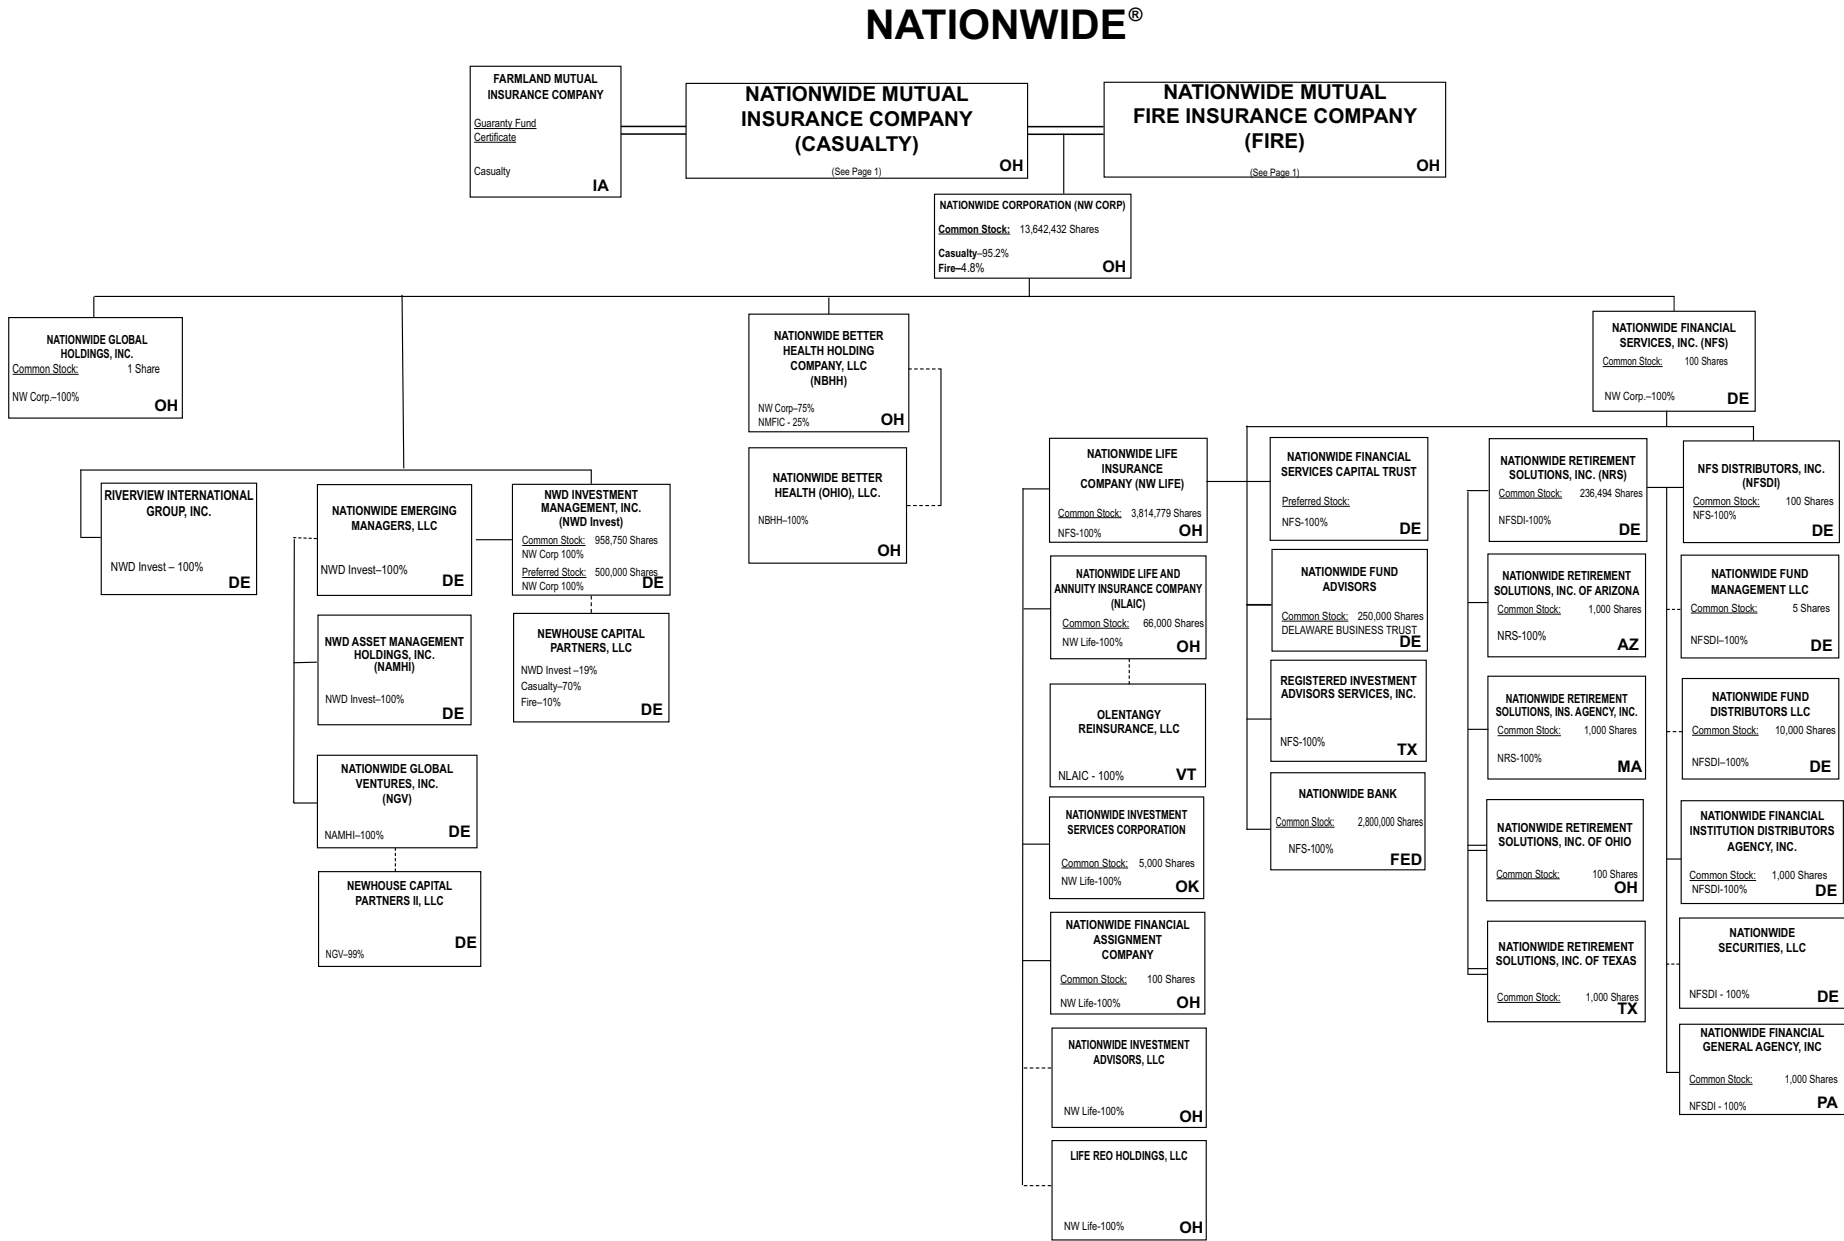 NATIONWIDE®
FARMLAND MUTUAL
INSURANCE COMPANY
Guaranty Fund
Certificate
Casualty
IA
NATIONWIDE MUTUAL
INSURANCE COMPANY
(CASUALTY)
(See Page 1)
OH
NATIONWIDE MUTUAL
FIRE INSURANCE COMPANY
(FIRE)
(See Page 1)
OH
NATIONWIDE CORPORATION (NW CORP)
Common Stock: 13,642,432 Shares
Casualty–95.2%
Fire–4.8%
OH
NATIONWIDE GLOBAL
HOLDINGS, INC.
Common Stock: 1 Share
NW Corp.–100%
OH
NATIONWIDE BETTER
HEALTH HOLDING
COMPANY, LLC
(NBHH)
NW Corp–75%
NMFIC - 25%
OH
NATIONWIDE BETTER
HEALTH (OHIO), LLC.
NBHH–100%
OH
NATIONWIDE FINANCIAL
SERVICES, INC. (NFS)
Common Stock: 100 Shares
NW Corp.–100%
DE
RIVERVIEW INTERNATIONAL
GROUP, INC.
NWD Invest – 100%
DE
NATIONWIDE EMERGING
MANAGERS, LLC
NWD Invest–100%
DE
NWD INVESTMENT
MANAGEMENT, INC.
(NWD Invest)
Common Stock: 958,750 Shares
NW Corp 100%
Preferred Stock: 500,000 Shares
NW Corp 100%
DE
NWD ASSET MANAGEMENT
HOLDINGS, INC.
(NAMHI)
NWD Invest–100%
DE
NEWHOUSE CAPITAL
PARTNERS, LLC
NWD Invest –19%
Casualty–70%
Fire–10%
DE
NATIONWIDE GLOBAL
VENTURES, INC.
(NGV)
NAMHI–100%
DE
NEWHOUSE CAPITAL
PARTNERS II, LLC
NGV–99%
DE
NATIONWIDE LIFE
INSURANCE
COMPANY (NW LIFE)
Common Stock: 3,814,779 Shares
NFS-100%
OH
NATIONWIDE LIFE AND
ANNUITY INSURANCE COMPANY
(NLAIC)
Common Stock: 66,000 Shares
NW Life-100%
OH
OLENTANGY
REINSURANCE, LLC
NLAIC - 100%
VT
NATIONWIDE INVESTMENT
SERVICES CORPORATION
Common Stock: 5,000 Shares
NW Life-100%
OK
NATIONWIDE FINANCIAL
ASSIGNMENT
COMPANY
Common Stock: 100 Shares
NW Life-100%
OH
NATIONWIDE INVESTMENT
ADVISORS, LLC
NW Life-100%
OH
LIFE REO HOLDINGS, LLC
NW Life-100%
OH
NATIONWIDE FINANCIAL
SERVICES CAPITAL TRUST
Preferred Stock:
NFS-100%
DE
NATIONWIDE FUND
ADVISORS
Common Stock: 250,000 Shares
DELAWARE BUSINESS TRUST
DE
REGISTERED INVESTMENT
ADVISORS SERVICES, INC.
NFS-100%
TX
NATIONWIDE BANK
Common Stock: 2,800,000 Shares
NFS-100%
FED
NATIONWIDE RETIREMENT
SOLUTIONS, INC. (NRS)
Common Stock: 236,494 Shares
NFSDI-100%
DE
NATIONWIDE RETIREMENT
SOLUTIONS, INC. OF ARIZONA
Common Stock: 1,000 Shares
NRS-100%
AZ
NATIONWIDE RETIREMENT
SOLUTIONS, INS. AGENCY, INC.
Common Stock: 1,000 Shares
NRS-100%
MA
NATIONWIDE RETIREMENT
SOLUTIONS, INC. OF OHIO
Common Stock: 100 Shares
OH
NATIONWIDE RETIREMENT
SOLUTIONS, INC. OF TEXAS
Common Stock: 1,000 Shares
TX
NFS DISTRIBUTORS, INC.
(NFSDI)
Common Stock: 100 Shares
NFS-100%
DE
NATIONWIDE FUND
MANAGEMENT LLC
Common Stock: 5 Shares
NFSDI–100%
DE
NATIONWIDE FUND
DISTRIBUTORS LLC
Common Stock: 10,000 Shares
NFSDI–100%
DE
NATIONWIDE FINANCIAL
INSTITUTION DISTRIBUTORS
AGENCY, INC.
Common Stock: 1,000 Shares
NFSDI-100%
DE
NATIONWIDE
SECURITIES, LLC
NFSDI - 100%
DE
NATIONWIDE FINANCIAL
GENERAL AGENCY, INC
Common Stock: 1,000 Shares
NFSDI - 100%
PA